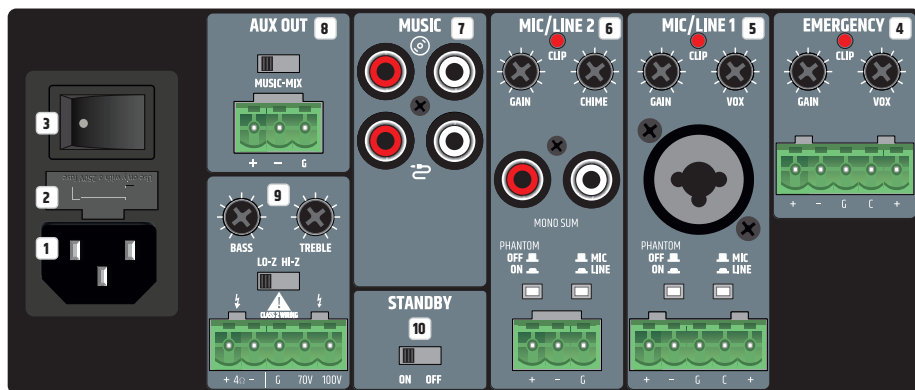 3
2
1
AUX OUT 8
MUSIC-MIX
+ − G
9
BASS TREBLE
LO-Z HI-Z
CLASS 2 WIRING
+ 4Ω − G 70V 100V
MUSIC 7
STANDBY
10
ON OFF
MIC/LINE 2 6
CLIP
GAIN CHIME
MONO SUM
PHANTOM
OFF MIC
ON LINE
+ − G
MIC/LINE 1 5
CLIP
GAIN VOX
PHANTOM
OFF MIC
ON LINE
+ − G C +
EMERGENCY 4
CLIP
GAIN VOX
+ − G C +